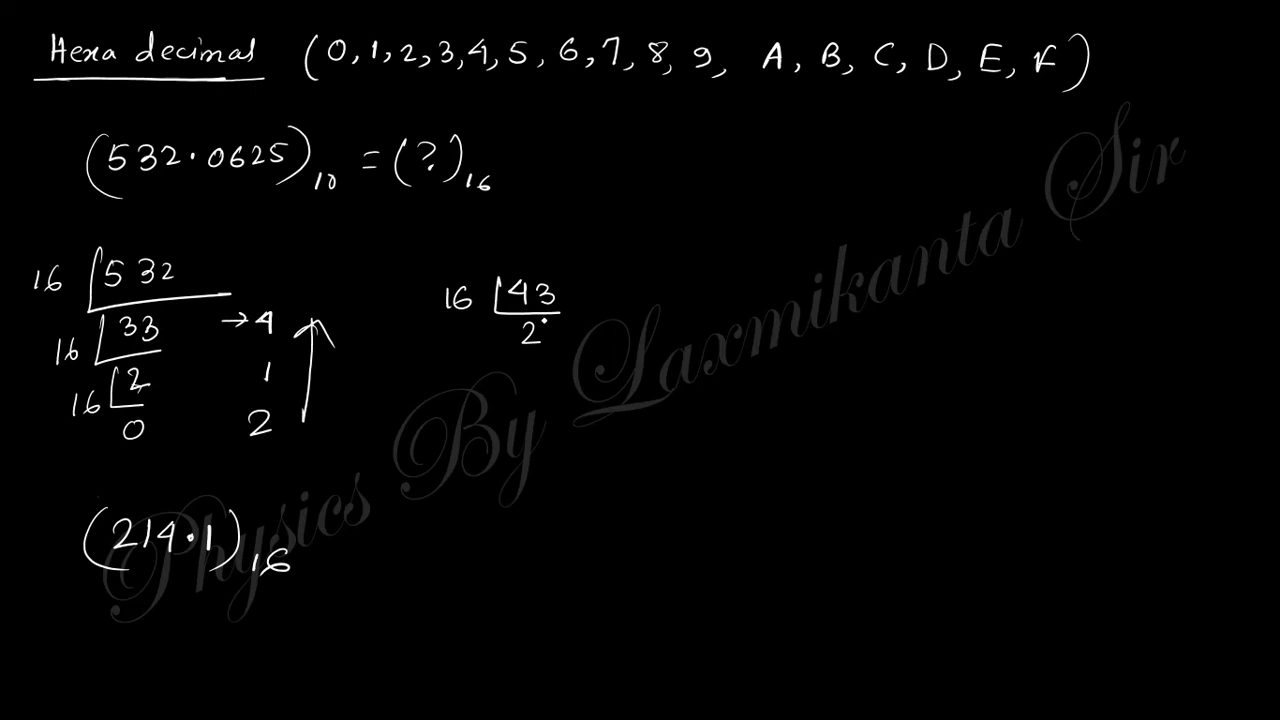 Hexa decimal (0,1,2,3,4,5,6,7,8,9, A, B, C, D, E, F)
(532.0625)10 = (?)16
16 532
16 33 → 4
16 2 1
0 2
16 43
2
(214.1)16
Physics By Laxmikanta Sir